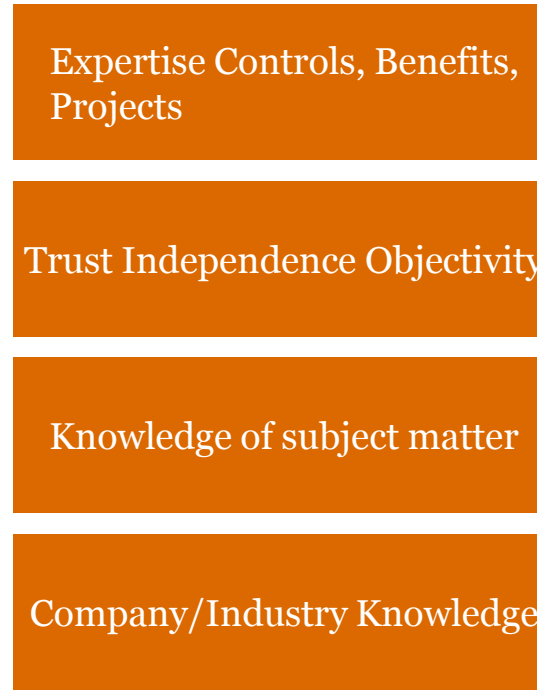 Expertise Controls, Benefits,
Projects
Trust Independence Objectivity
Knowledge of subject matter
Company/Industry Knowledge